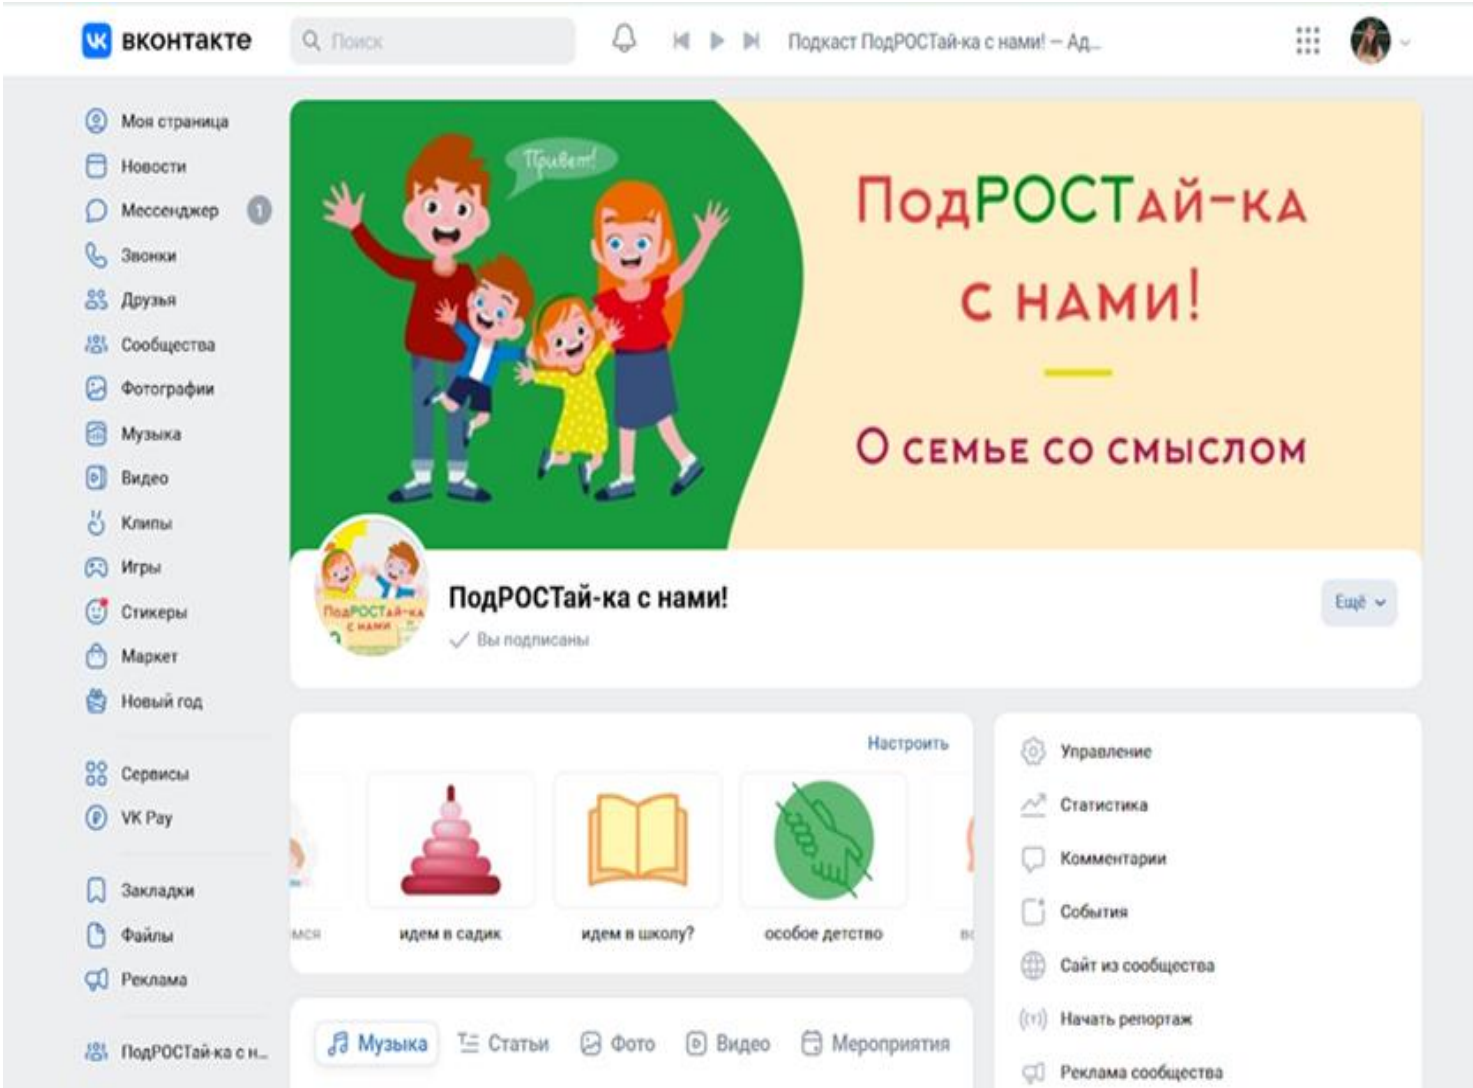 ВКОНТАКТЕ
Поиск
Подкаст ПодРОСТай-ка с нами! — Ад...
Моя страница
Новости
Мессенджер 1
Звонки
Друзья
Сообщества
Фотографии
Музыка
Видео
Клипы
Игры
Стикеры
Маркет
Новый год
Сервисы
VK Pay
Закладки
Файлы
Реклама
ПодРОСТай-ка с н...
Привет!
ПодРОСТай-ка
с нами!
О семье со смыслом
ПодРОСТай-ка
с нами
ПодРОСТай-ка с нами!
Вы подписаны
Ещё
Настроить
мся
идем в садик
идем в школу?
особое детство
Музыка
Статьи
Фото
Видео
Мероприятия
Управление
Статистика
Комментарии
События
Сайт из сообщества
Начать репортаж
Реклама сообщества